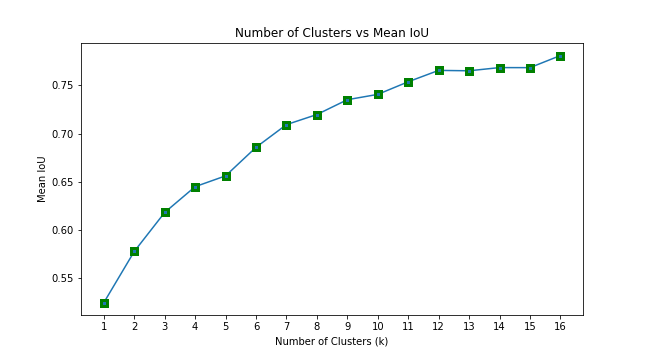 Number of Clusters vs Mean IoU
Mean IoU
0.75
0.70
0.65
0.60
0.55
1 2 3 4 5 6 7 8 9 10 11 12 13 14 15 16
Number of Clusters (k)